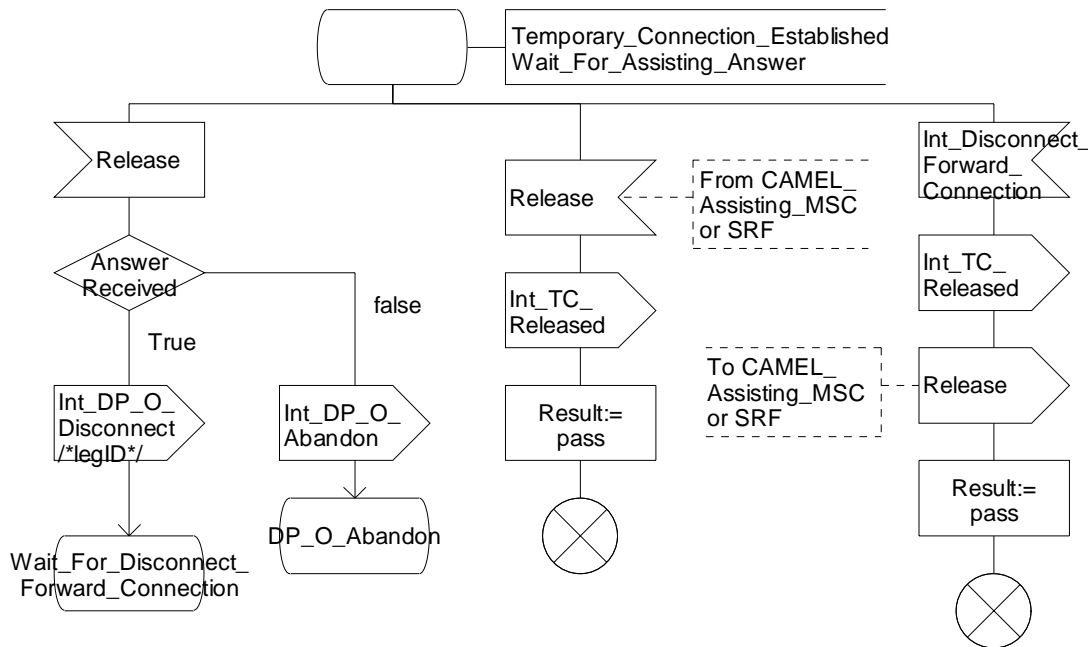 Temporary_Connection_Established
Wait_For_Assisting_Answer
Release
Answer
Received
True
false
Int_DP_O_
Disconnect
/*legID*/
Wait_For_Disconnect_
Forward_Connection
Int_DP_O_
Abandon
DP_O_Abandon
Release
From CAMEL_
Assisting_MSC
or SRF
Int_TC_
Released
Result:=
pass
Int_Disconnect_
Forward_
Connection
Int_TC_
Released
To CAMEL_
Assisting_MSC
or SRF
Release
Result:=
pass